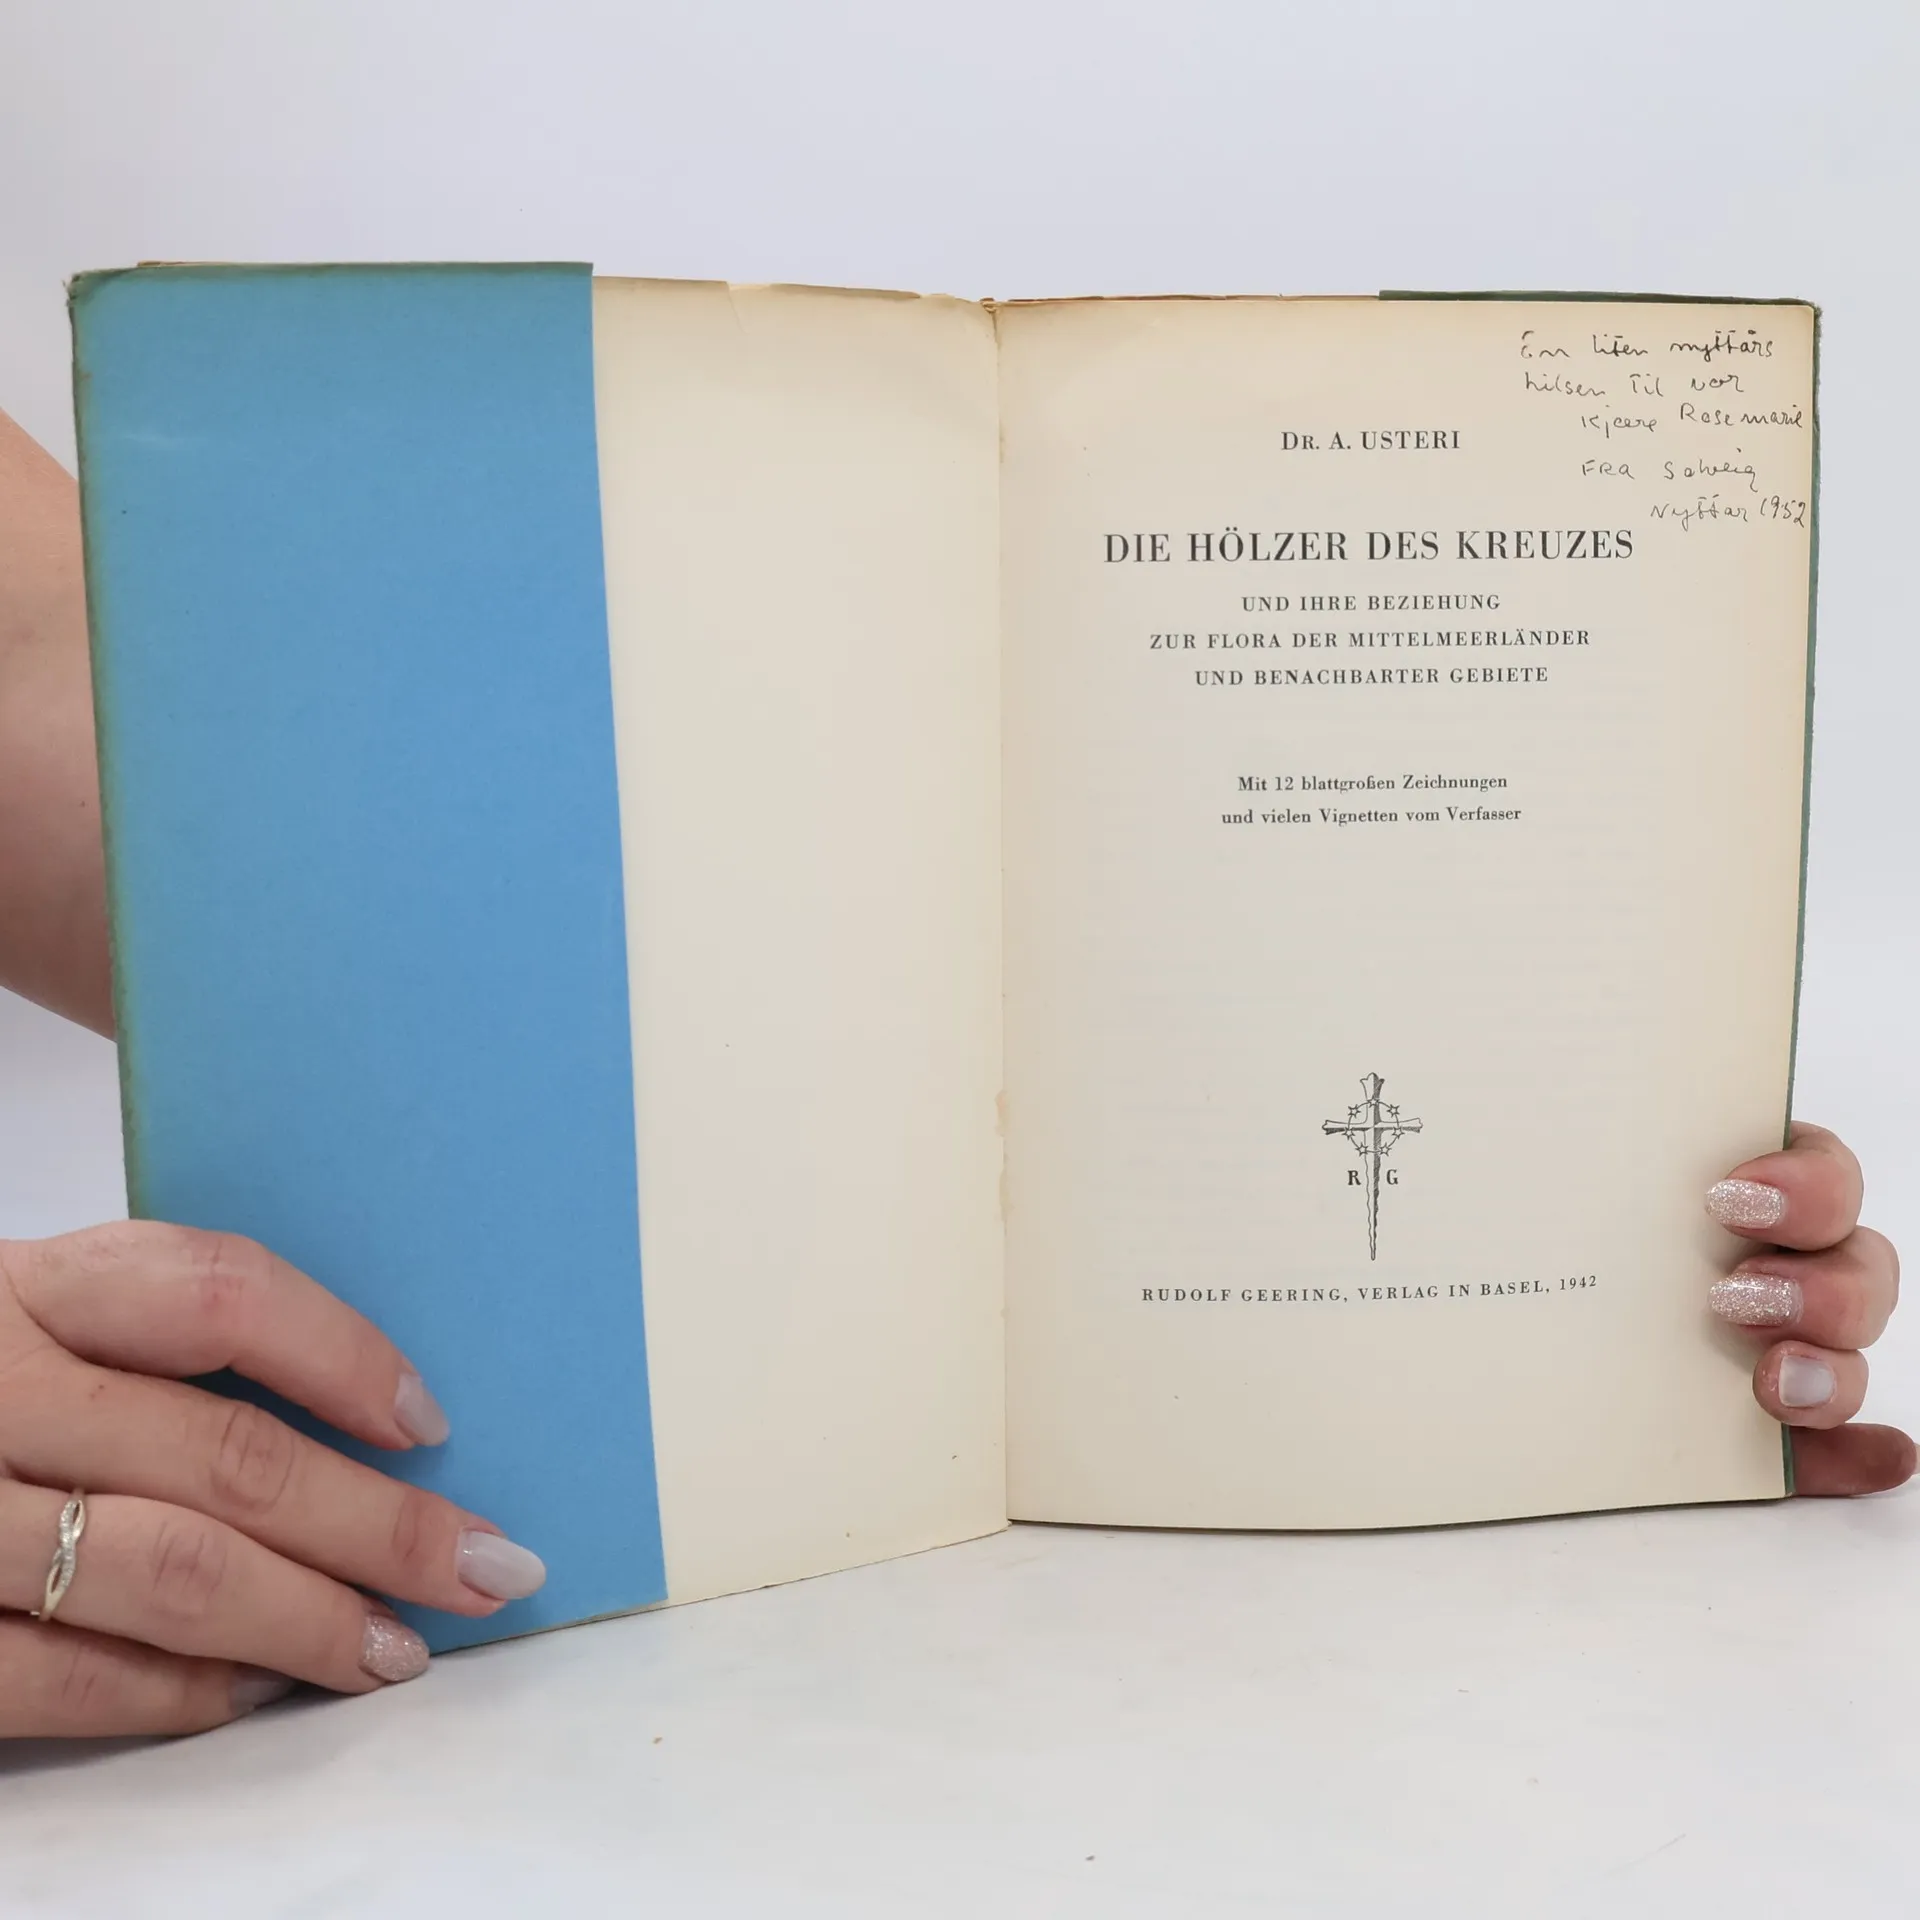 En liten nyttårs
hilsen til vor
kjære Rosemarie
FRA Solveig
Nyttår 1952
DR. A. USTERI
DIE HÖLZER DES KREUZES
UND IHRE BEZIEHUNG
ZUR FLORA DER MITTELMEERLÄNDER
UND BENACHBARTER GEBIETE
Mit 12 blattgroßen Zeichnungen
und vielen Vignetten vom Verfasser
R G
RUDOLF GEERING, VERLAG IN BASEL, 1942